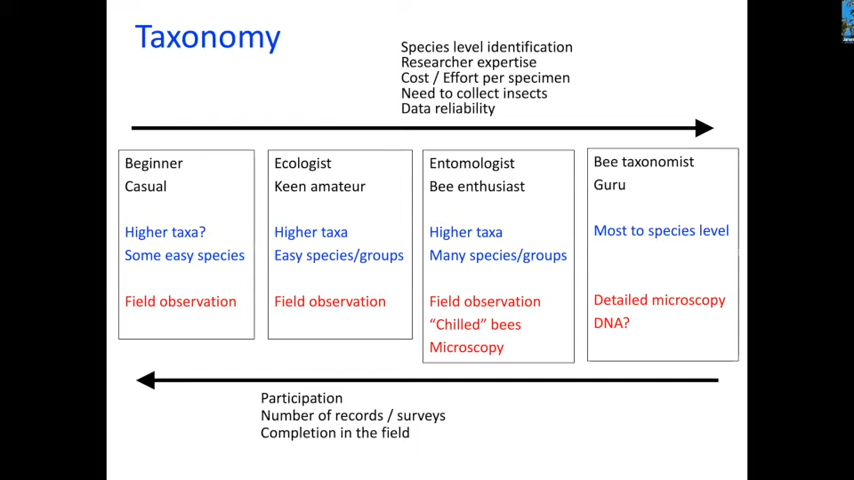 Taxonomy
Species level identification
Researcher expertise
Cost / Effort per specimen
Need to collect insects
Data reliability
Beginner
Casual
Higher taxa?
Some easy species
Field observation
Ecologist
Keen amateur
Higher taxa
Easy species/groups
Field observation
Entomologist
Bee enthusiast
Higher taxa
Many species/groups
Field observation
“Chilled” bees
Microscopy
Bee taxonomist
Guru
Most to species level
Detailed microscopy
DNA?
Participation
Number of records / surveys
Completion in the field